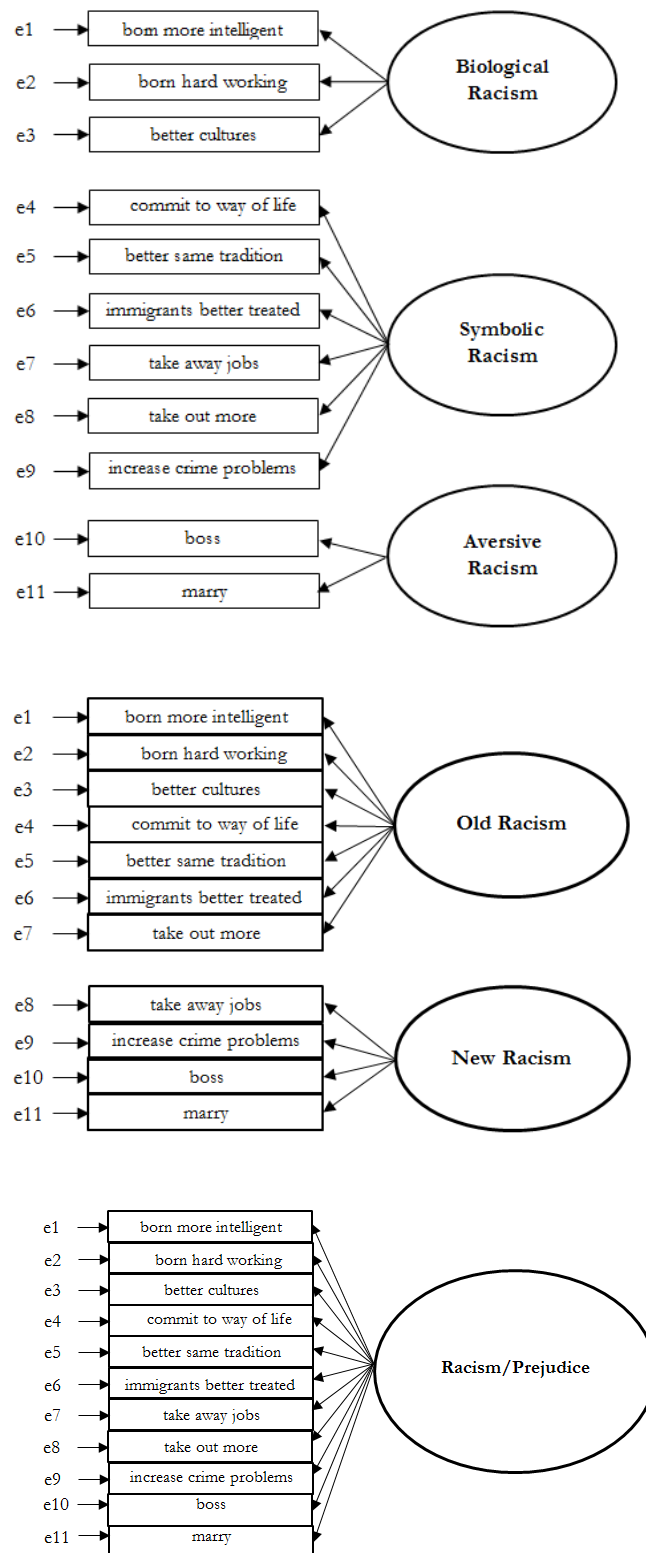 e1 bom more intelligent
e2 born hard working
Biological
Racism
e3 better cultures
e4 commit to way of life
e5 better same tradition
e6 immigrants better treated
e7 take away jobs
Symbolic
Racism
e8 take out more
e9 increase crime problems
e10 boss
e11 marry
Aversive
Racism
e1 born more intelligent
e2 born hard working
e3 better cultures
e4 commit to way of life
e5 better same tradition
e6 immigrants better treated
e7 take out more
Old Racism
e8 take away jobs
e9 increase crime problems
e10 boss
e11 marry
New Racism
e1 born more intelligent
e2 born hard working
e3 better cultures
e4 commit to way of life
e5 better same tradition
e6 immigrants better treated
e7 take away jobs
e8 take out more
e9 increase crime problems
e10 boss
e11 marry
Racism/Prejudice